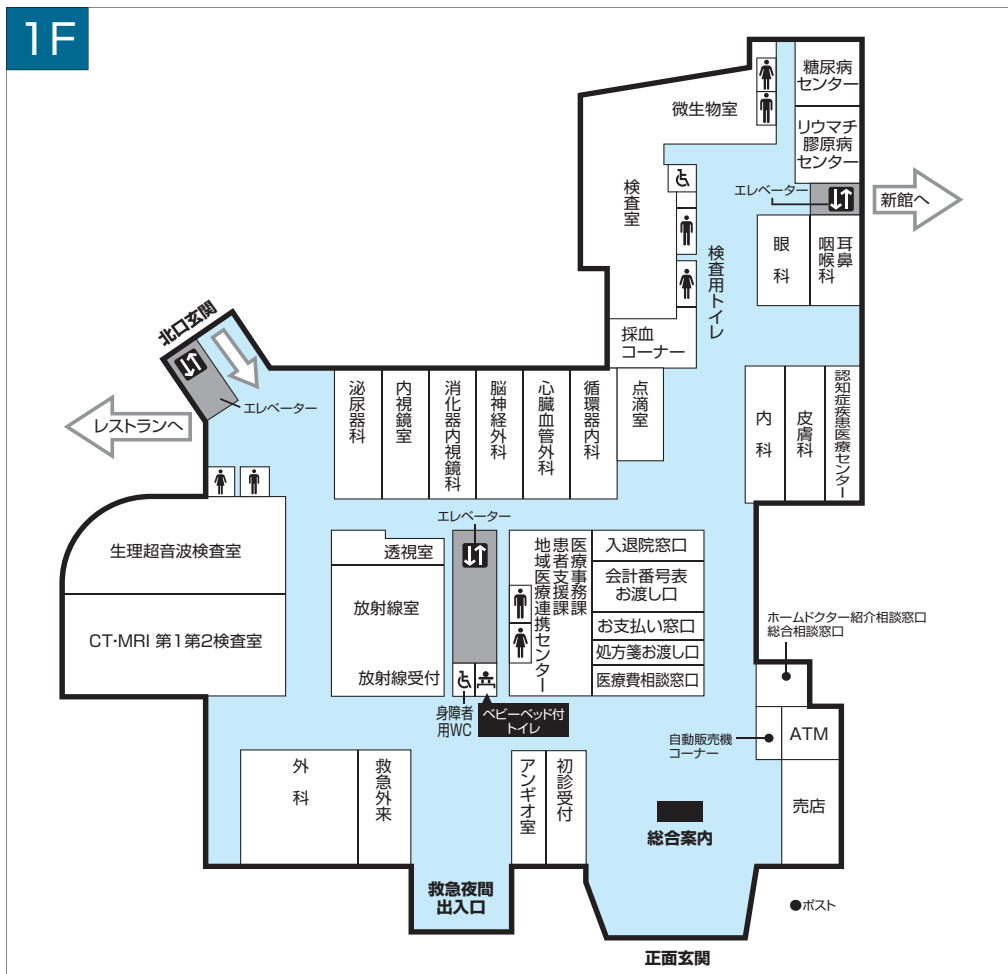 1F
糖尿病
センター
微生物室
リウマチ
膠原病
センター
エレベーター
新館へ
検査室
検査用トイレ
眼科
耳鼻
咽喉科
採血
コーナー
北口玄関
エレベーター
レストランへ
泌尿器科
内視鏡室
消化器内視鏡科
脳神経外科
心臓血管外科
循環器内科
点滴室
内科
皮膚科
認知症疾患医療センター
生理超音波検査室
CT・MRI 第1第2検査室
エレベーター
透視室
放射線室
放射線受付
医療事務課
患者支援課
地域医療連携センター
入退院窓口
会計番号表
お渡し口
お支払い窓口
処方箋お渡し口
医療費相談窓口
ホームドクター紹介相談窓口
総合相談窓口
身障者
用WC
ベビーベッド付
トイレ
自動販売機
コーナー
ATM
外科
救急外来
アンギオ室
初診受付
総合案内
売店
救急夜間
出入口
●ポスト
正面玄関